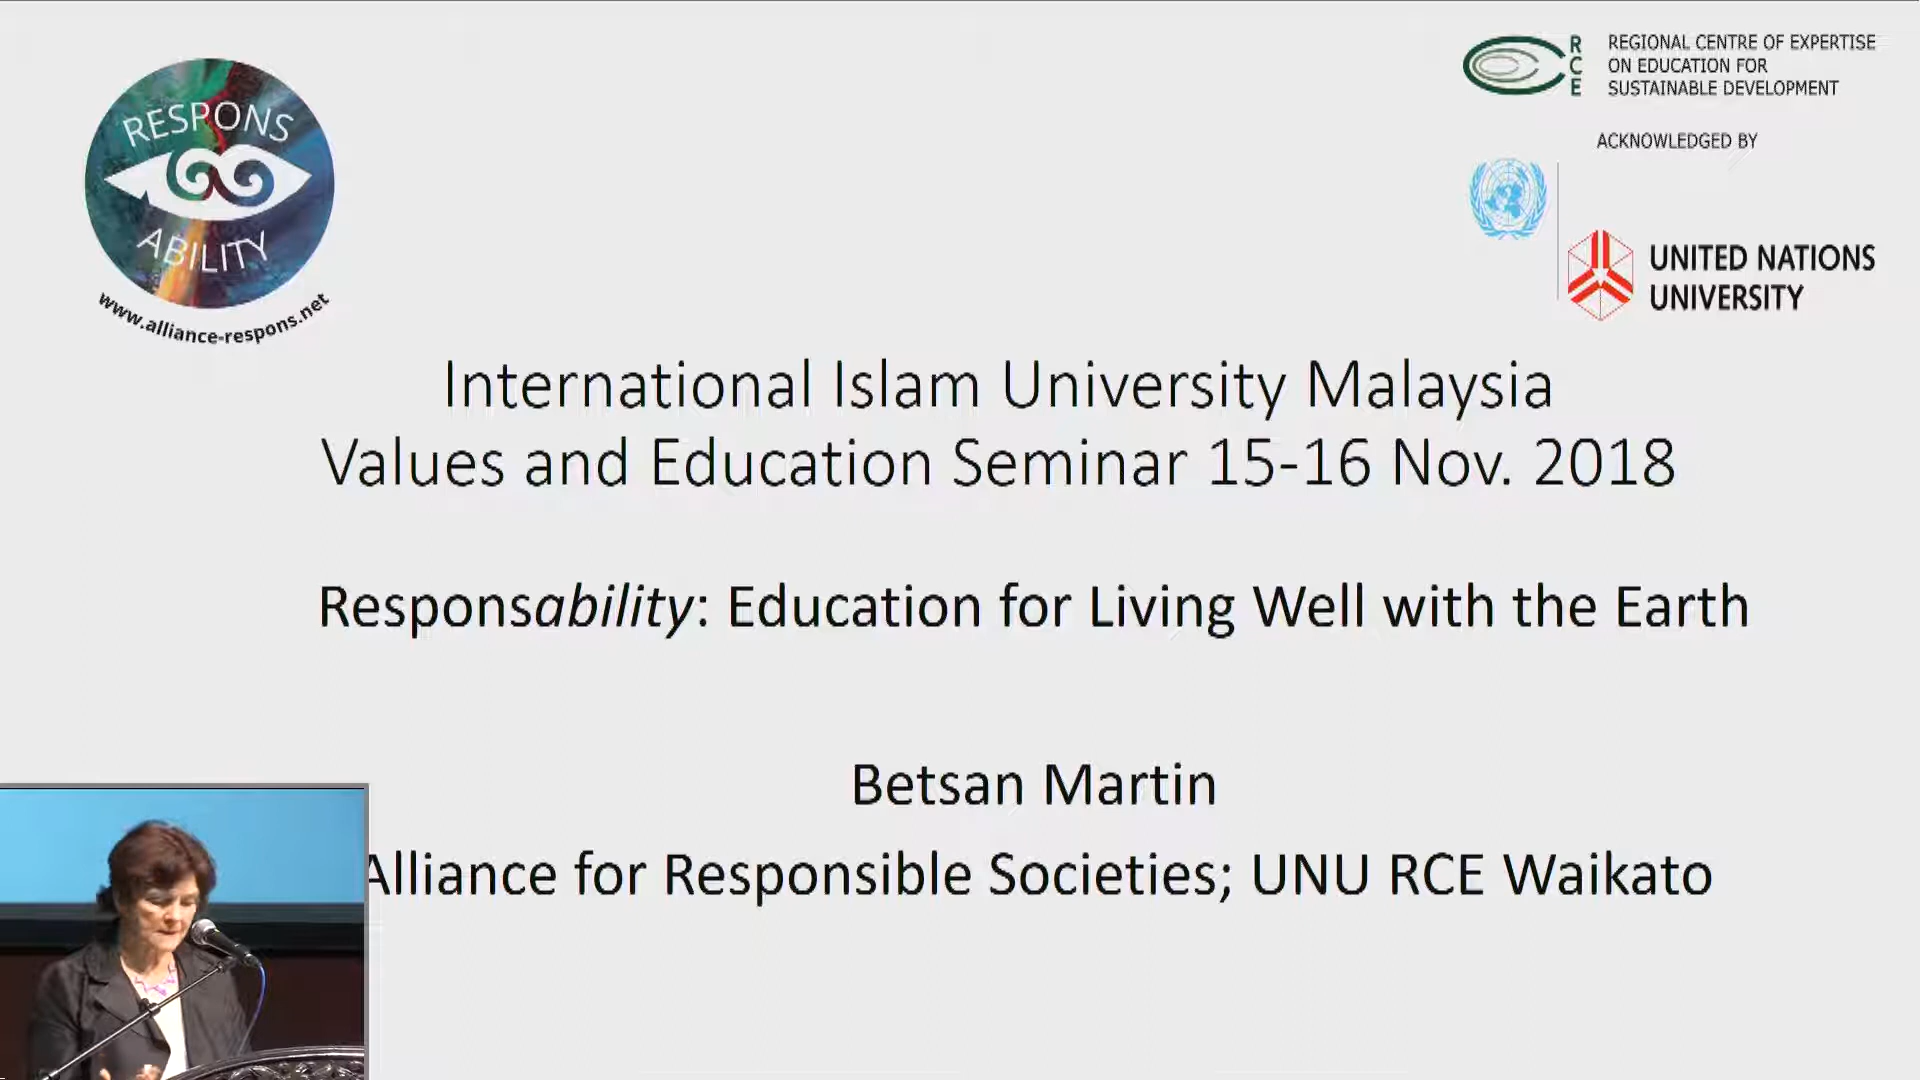 RESPONS
ABILITY
www.alliance-respons.net
RCE
REGIONAL CENTRE OF EXPERTISE
ON EDUCATION FOR
SUSTAINABLE DEVELOPMENT
ACKNOWLEDGED BY
UNITED NATIONS
UNIVERSITY
International Islam University Malaysia
Values and Education Seminar 15-16 Nov. 2018
Responsability: Education for Living Well with the Earth
Betsan Martin
Alliance for Responsible Societies; UNU RCE Waikato